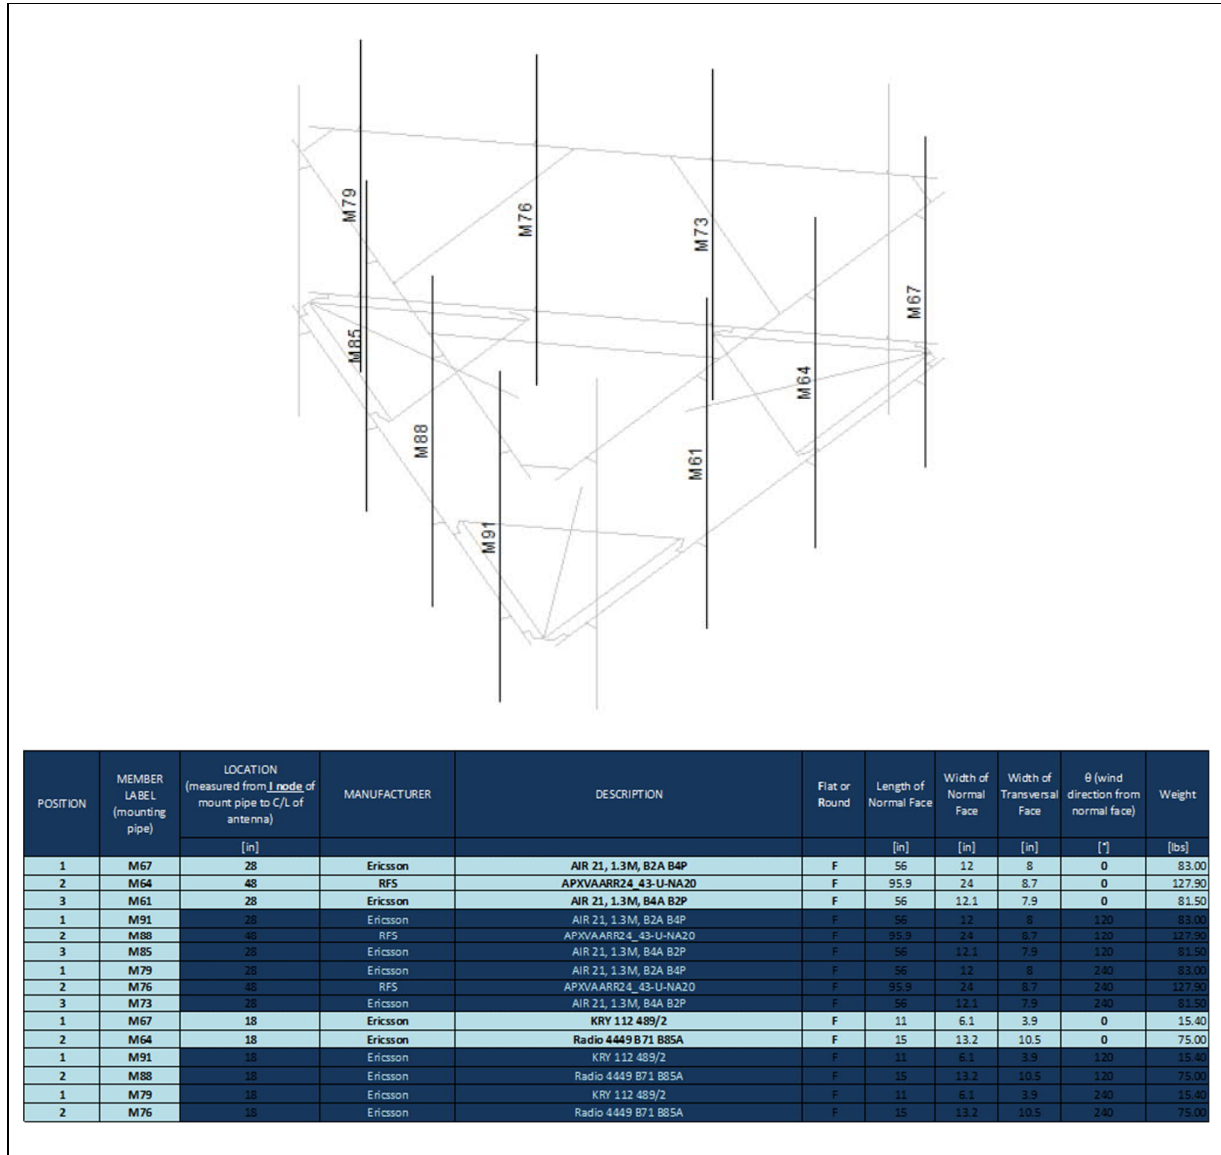 M79
M76
M73
M67
M85
M64
M88
M61
M91
POSITION MEMBER LABEL (mounting pipe) LOCATION (measured from I node of mount pipe to C/L of antenna) MANUFACTURER DESCRIPTION Flat or Round Length of Normal Face Width of Normal Face Width of Transversal Face θ (wind direction from normal face) Weight
[in] [in] [in] [in] [°] [lbs]
1 M67 28 Ericsson AIR 21, 1.3M, B2A B4P F 56 12 8 0 83.00
2 M64 48 RFS APXVAARR24_43-U-NA20 F 95.9 24 8.7 0 127.90
3 M61 28 Ericsson AIR 21, 1.3M, B4A B2P F 56 12.1 7.9 0 81.50
1 M91 28 Ericsson AIR 21, 1.3M, B2A B4P F 56 12 8 120 83.00
2 M88 48 RFS APXVAARR24_43-U-NA20 F 95.9 24 8.7 120 127.90
3 M85 28 Ericsson AIR 21, 1.3M, B4A B2P F 56 12.1 7.9 120 81.50
1 M79 28 Ericsson AIR 21, 1.3M, B2A B4P F 56 12 8 240 83.00
2 M76 48 RFS APXVAARR24_43-U-NA20 F 95.9 24 8.7 240 127.90
3 M73 28 Ericsson AIR 21, 1.3M, B4A B2P F 56 12.1 7.9 240 81.50
1 M67 18 Ericsson KRY 112 489/2 F 11 6.1 3.9 0 15.40
2 M64 18 Ericsson Radio 4449 B71 B85A F 15 13.2 10.5 0 75.00
1 M91 18 Ericsson KRY 112 489/2 F 11 6.1 3.9 120 15.40
2 M88 18 Ericsson Radio 4449 B71 B85A F 15 13.2 10.5 120 75.00
1 M79 18 Ericsson KRY 112 489/2 F 11 6.1 3.9 240 15.40
2 M76 18 Ericsson Radio 4449 B71 B85A F 15 13.2 10.5 240 75.00